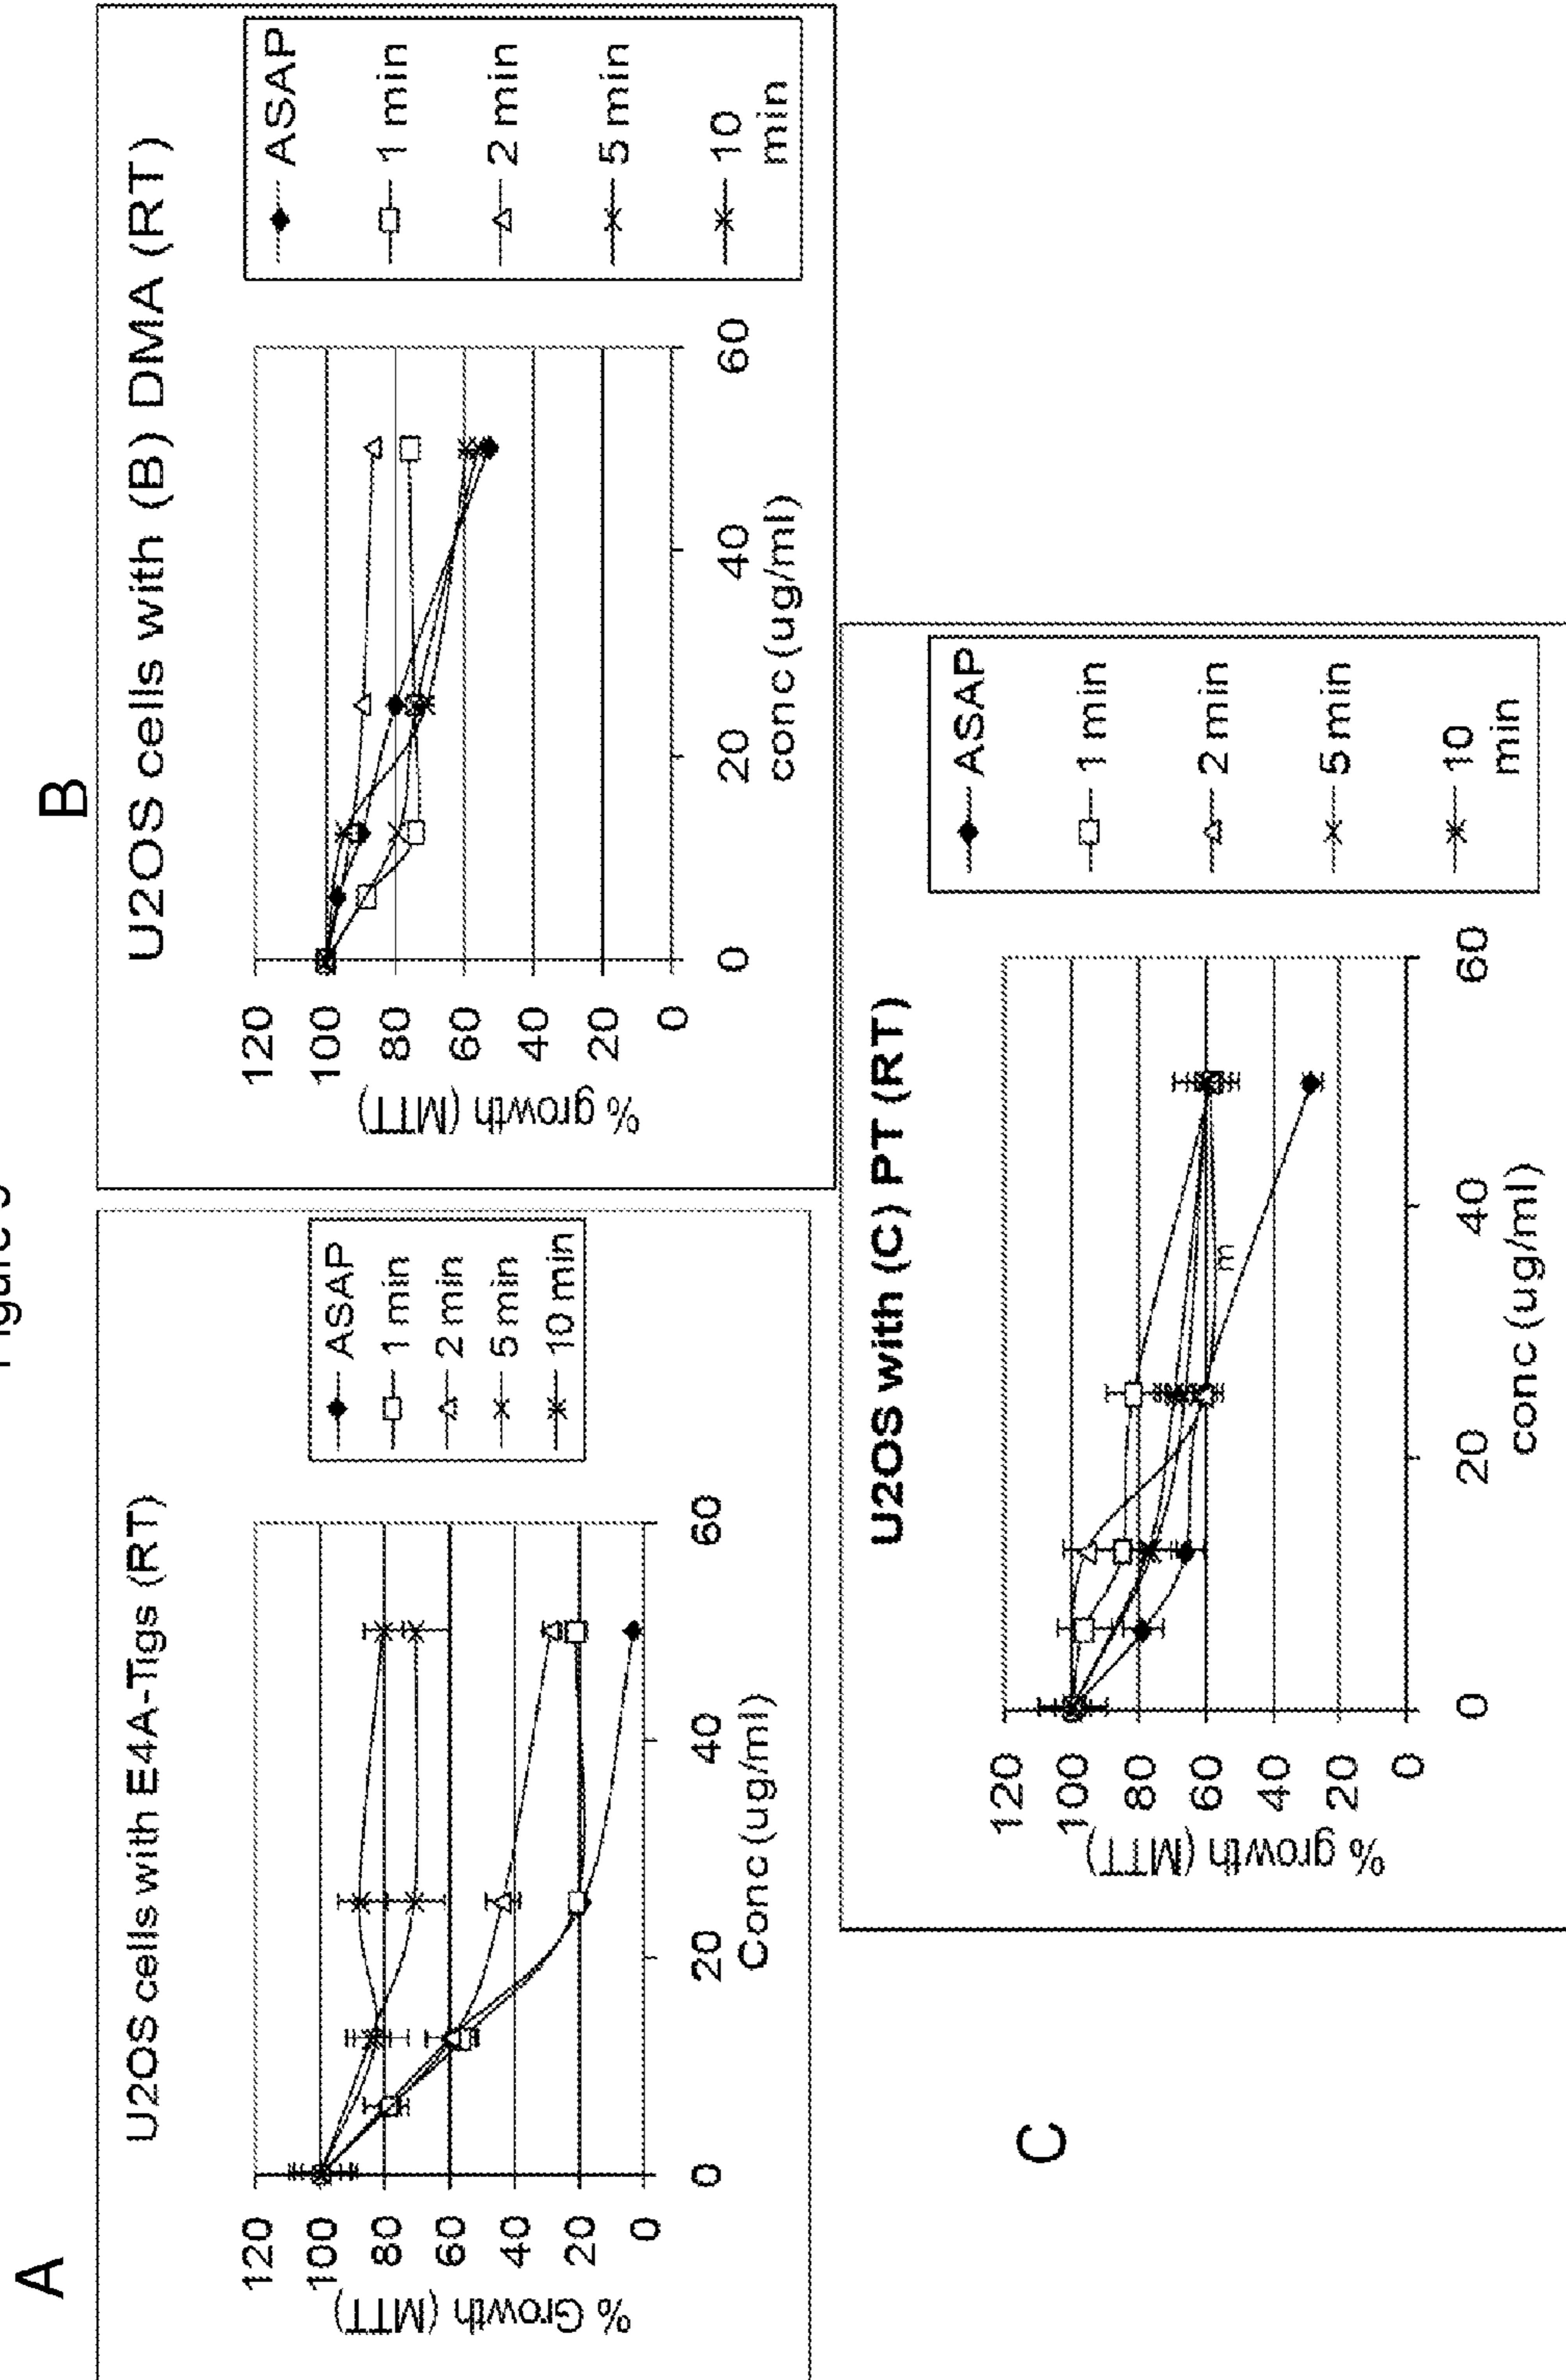 A
U2OS cells with E4A-Tigs (RT)
% Growth (MTT)
120
100
80
60
40
20
0
0
20
40
60
Conc (ug/ml)
ASAP
1 min
2 min
5 min
10 min
B
U2OS cells with (B) DMA (RT)
% growth (MTT)
120
100
80
60
40
20
0
0
20
40
60
conc (ug/ml)
ASAP
1 min
2 min
5 min
10
min
C
U2OS with (C) PT (RT)
% growth (MTT)
120
100
80
60
40
20
0
m
0
20
40
60
conc (ug/ml)
ASAP
1 min
2 min
5 min
10
min